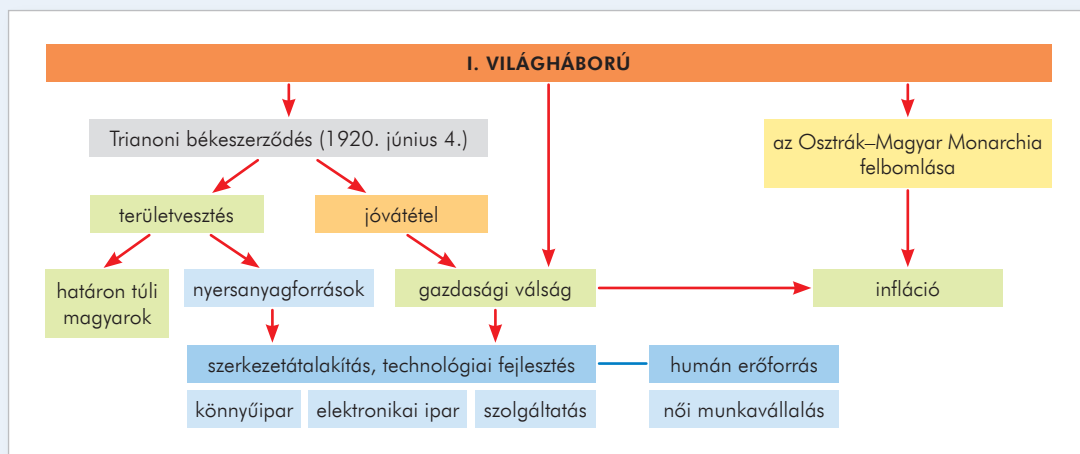 I. VILÁGHÁBORÚ
Trianoni békeszerződés (1920. június 4.)
az Osztrák–Magyar Monarchia
felbomlása
területvesztés
jóvátétel
határon túli
magyarok
nyersanyagforrások
gazdasági válság
infláció
szerkezetátalakítás, technológiai fejlesztés
humán erőforrás
könnyűipar
elektronikai ipar
szolgáltatás
női munkavállalás